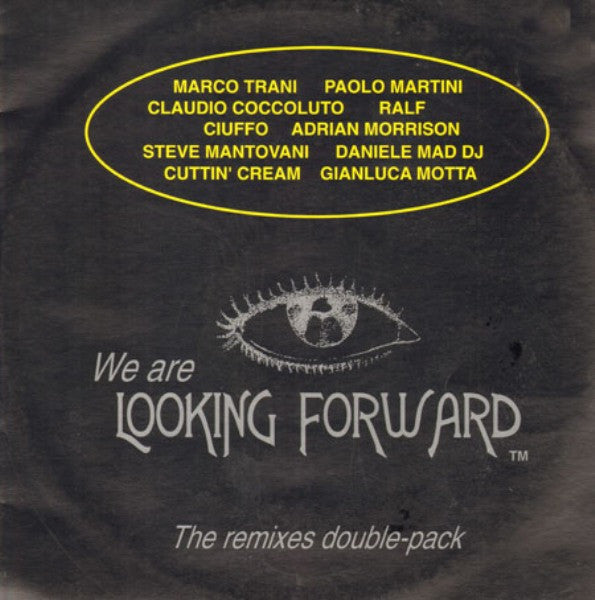 MARCO TRANI PAOLO MARTINI
CLAUDIO COCCOLUTO RALF
CIUFFO ADRIAN MORRISON
STEVE MANTOVANI DANIELE MAD DJ
CUTTIN' CREAM GIANLUCA MOTTA
We are
LOOKING FORWARD
TM
The remixes double-pack